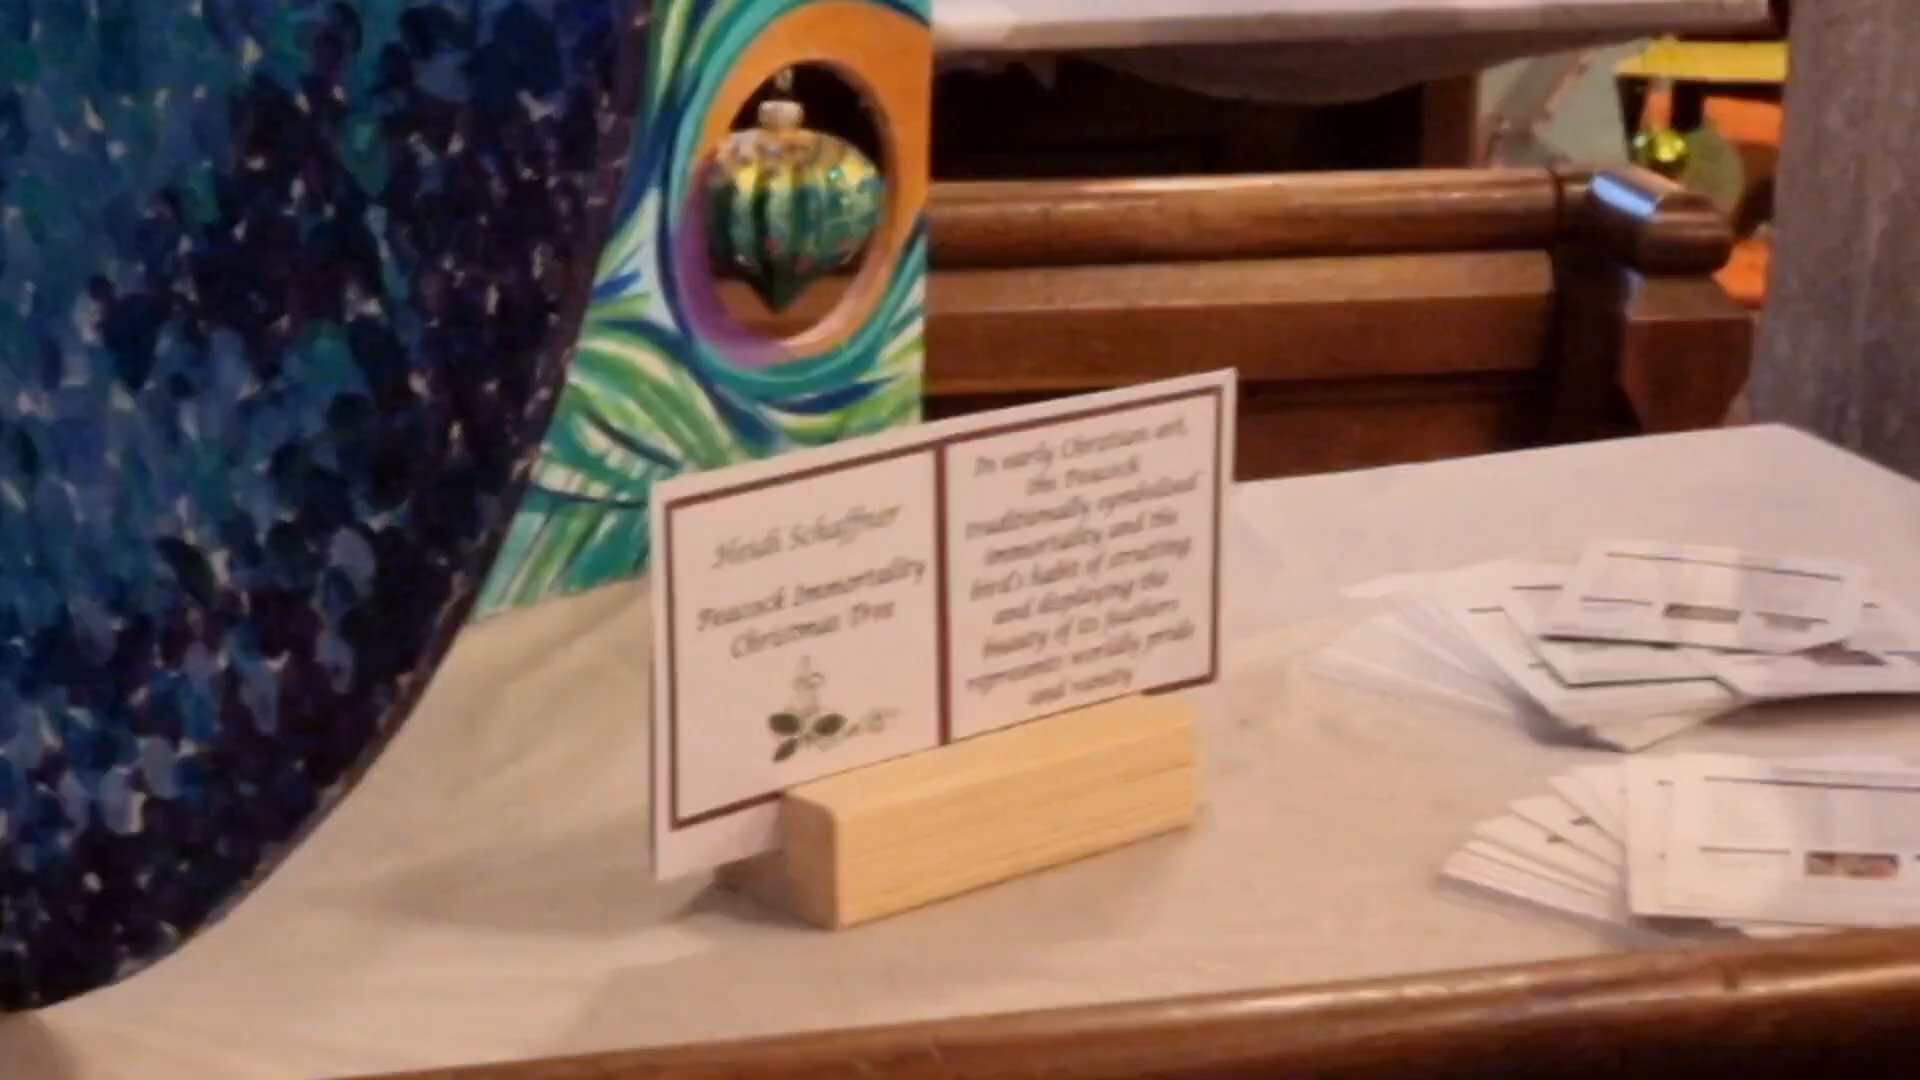 Heidi Schaffner
Peacock Immortality
Christmas Tree
In early Christian art,
the Peacock
traditionally symbolized
immortality and the
bird's habit of strutting
and displaying the
beauty of its feathers
represents worldly pride
and vanity